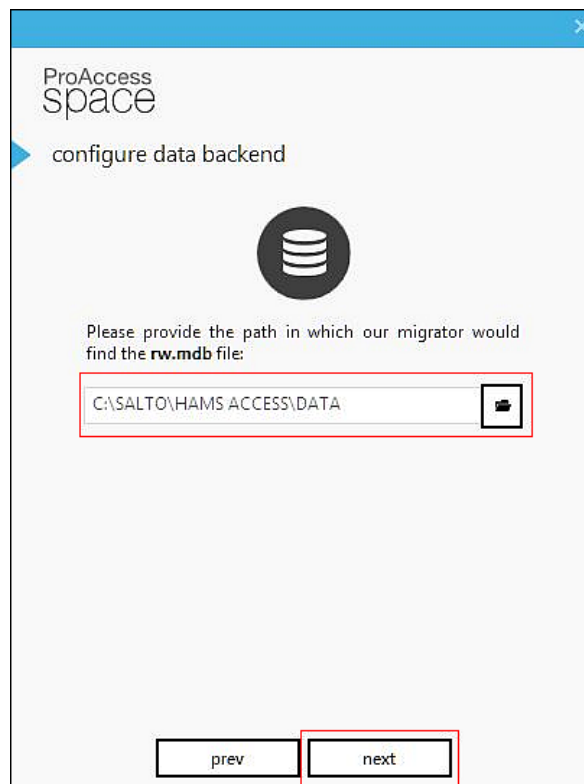 ProAccess
space
configure data backend
Please provide the path in which our migrator would
find the rw.mdb file:
C:\SALTO\HAMS ACCESS\DATA
prev
next